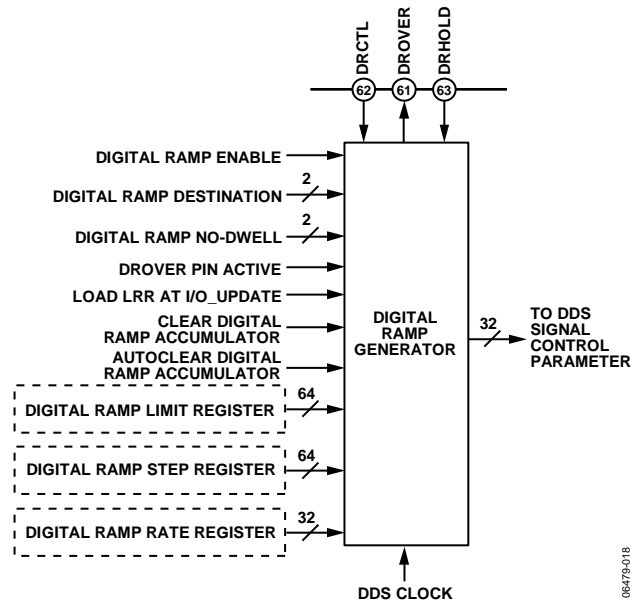 DRCTL
DROVER
DRHOLD
62
61
63
DIGITAL RAMP ENABLE
2
DIGITAL RAMP DESTINATION
2
DIGITAL RAMP NO-DWELL
DROVER PIN ACTIVE
LOAD LRR AT I/O_UPDATE
CLEAR DIGITAL
RAMP ACCUMULATOR
AUTOCLEAR DIGITAL
RAMP ACCUMULATOR
64
DIGITAL RAMP LIMIT REGISTER
64
DIGITAL RAMP STEP REGISTER
32
DIGITAL RAMP RATE REGISTER
DIGITAL
RAMP
GENERATOR
32
TO DDS
SIGNAL
CONTROL
PARAMETER
DDS CLOCK
06479-018